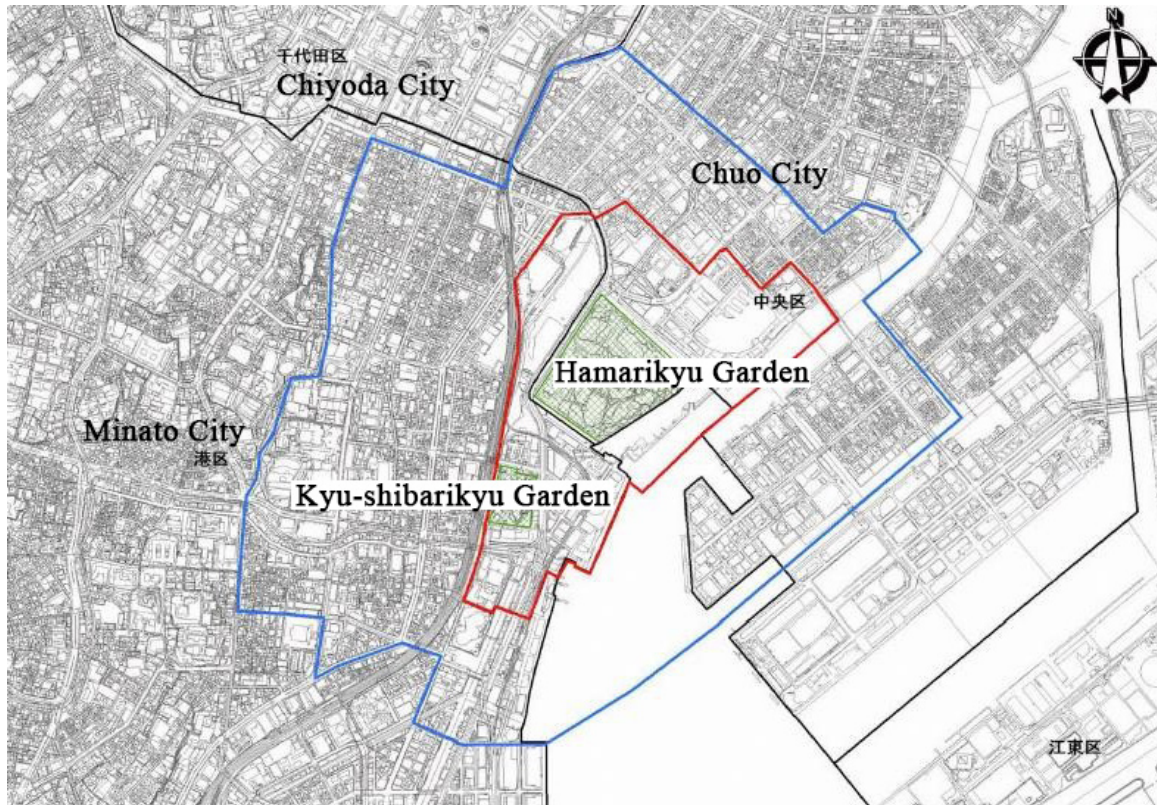 N
千代田区
Chiyoda City
Chuo City
中央区
Hamarikyu Garden
Minato City
港区
Kyu-shibarikyu Garden
江東区